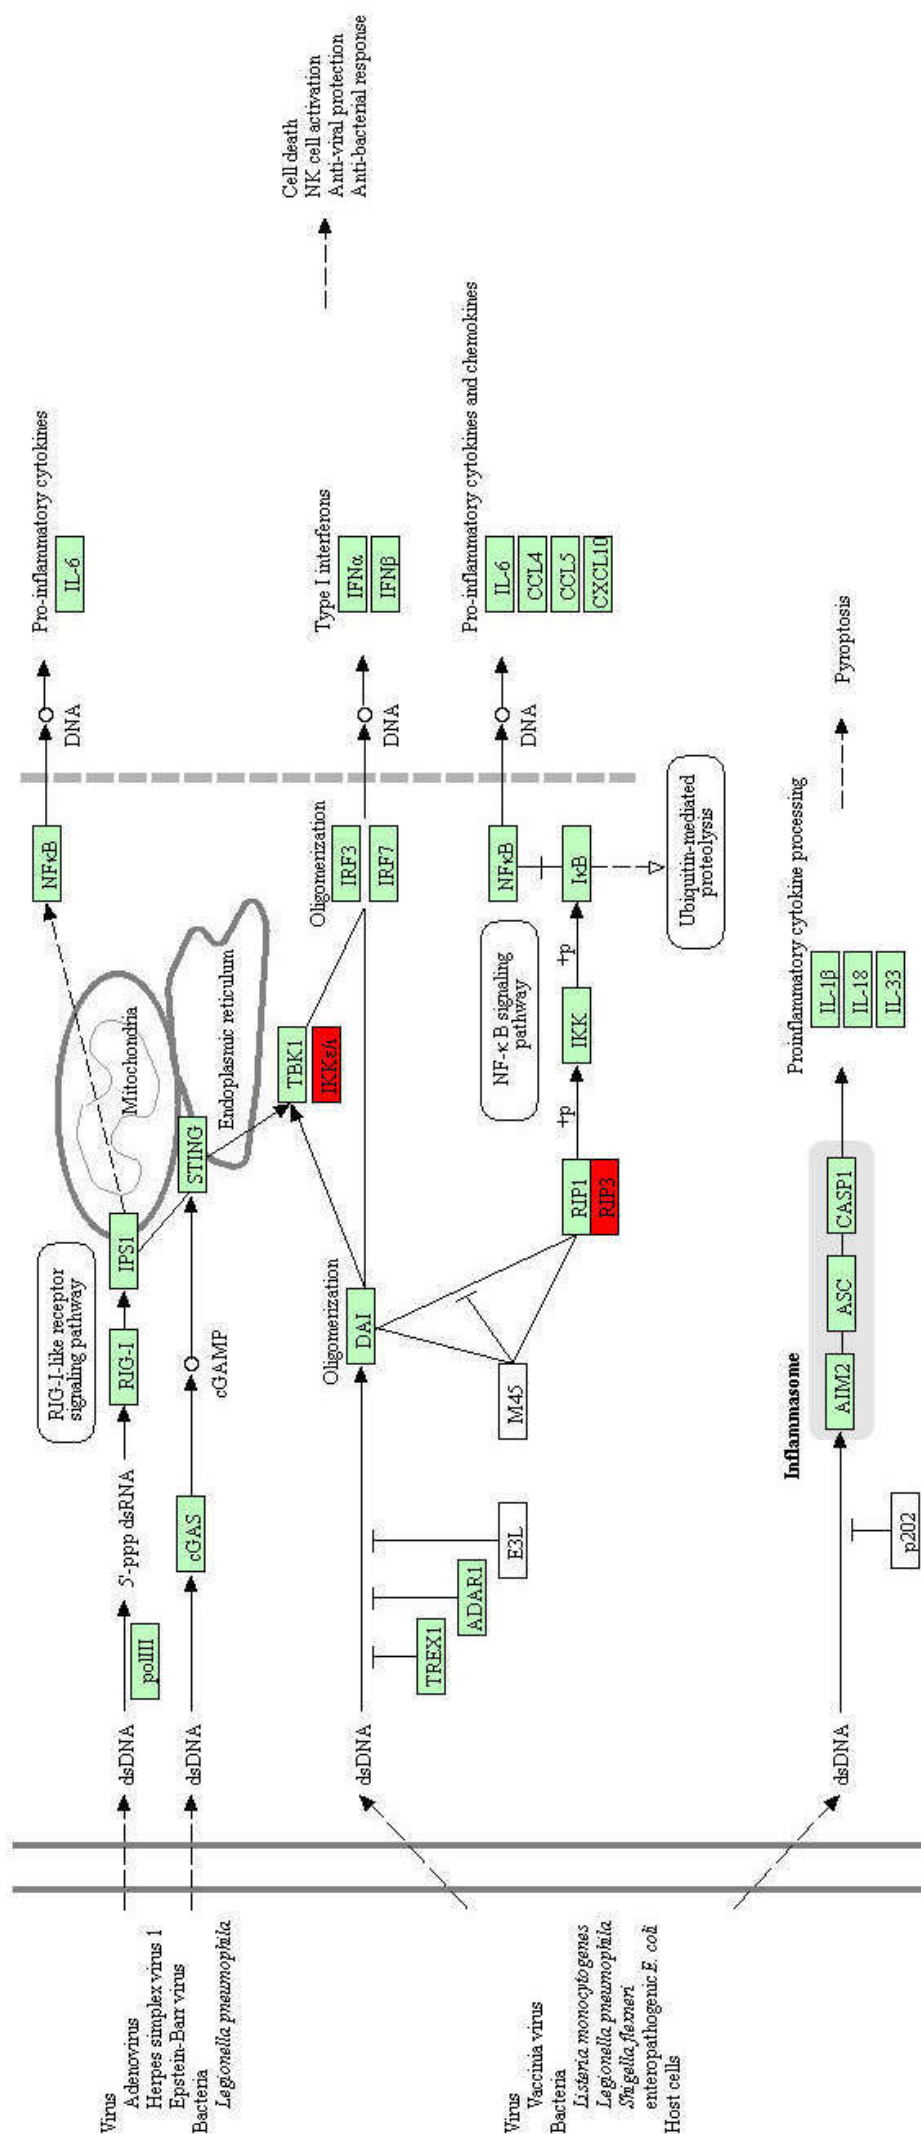 Virus
Adenovirus
Herpes simplex virus 1
Epstein-Barr virus
Bacteria
Legionella pneumophila
dsDNA
polIII
5'-ppp dsRNA
RIG-I-like receptor
signaling pathway
RIG-I
IPS1
Mitochondria
NFκB
DNA
Pro-inflammatory cytokines
IL-6
dsDNA
cGAS
cGAMP
STING
Endoplasmic reticulum
TBK1
IKKε/ι
Virus
Vaccinia virus
Bacteria
Listeria monocytogenes
Legionella pneumophila
Shigella flexneri
enteropathogenic E. coli
Host cells
dsDNA
TREX1
ADAR1
E3L
Oligomerization
DAI
M45
Oligomerization
IRF3
IRF7
DNA
Type I interferons
IFNα
IFNβ
Cell death
NK cell activation
Anti-viral protection
Anti-bacterial response
RIP1
RIP3
+p
NF-κ B signaling
pathway
IKK
+p
NFκB
IκB
Ubiquitin-mediated
proteolysis
DNA
Pro-inflammatory cytokines and chemokines
IL-6
CCL4
CCL5
CXCL10
dsDNA
p202
Inflammasome
AIM2
ASC
CASP1
Proinflammatory cytokine processing
IL-1β
IL-18
IL-33
Pyroptosis